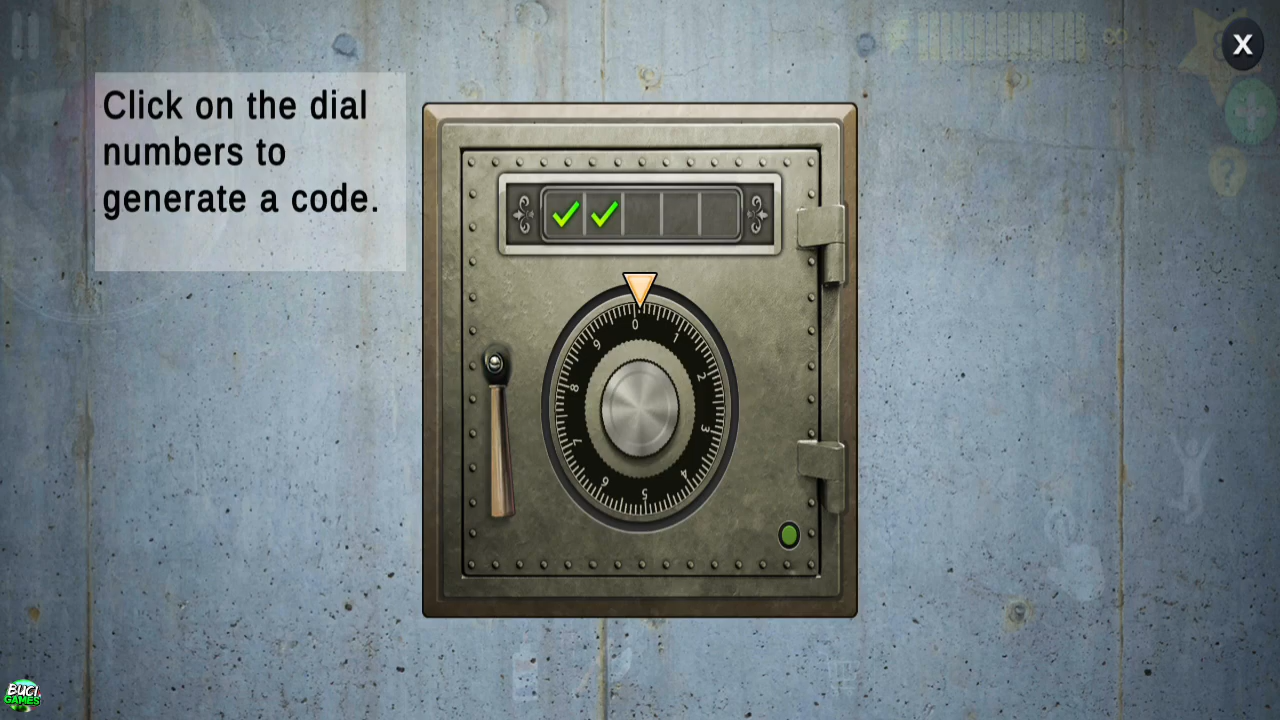 X
Click on the dial
numbers to
generate a code.
0
1
2
3
4
5
6
7
8
9
BUCI
GAMES